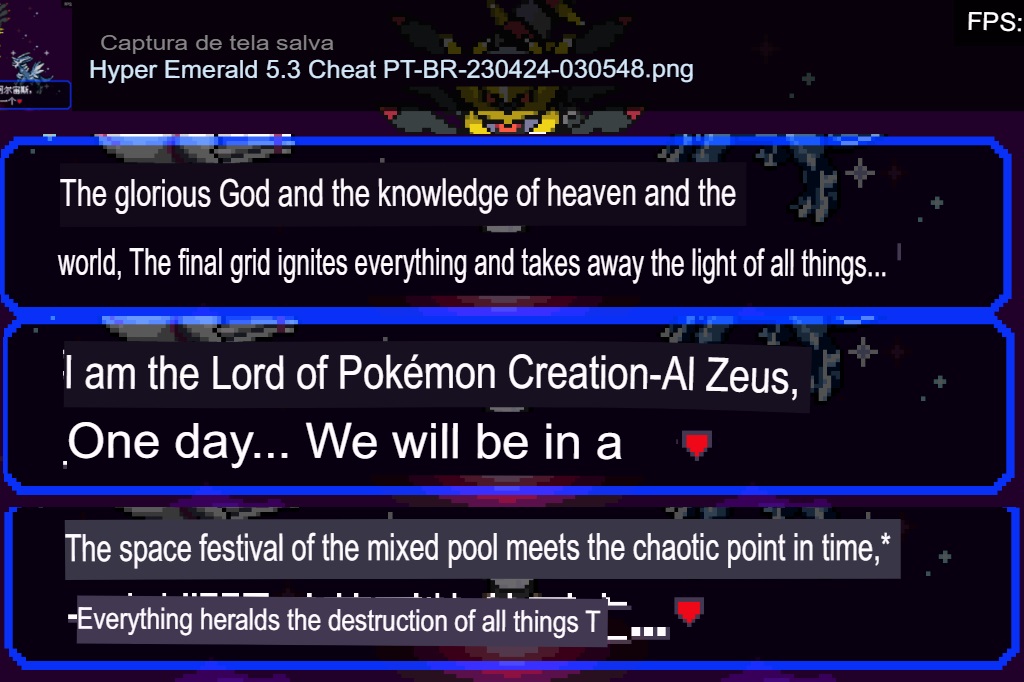 Captura de tela salva
Hyper Emerald 5.3 Cheat PT-BR-230424-030548.png
FPS:
The glorious God and the knowledge of heaven and the
world, The final grid ignites everything and takes away the light of all things...
I am the Lord of Pokémon Creation-Al Zeus,
One day... We will be in a
The space festival of the mixed pool meets the chaotic point in time,*
Everything heralds the destruction of all things T